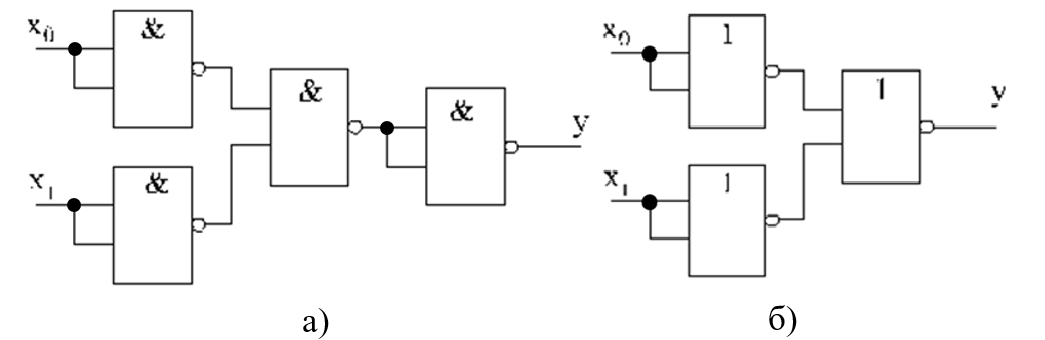 x₀ & & & x₁ & y
а)
x₀ 1 1 x₁ 1 y
б)